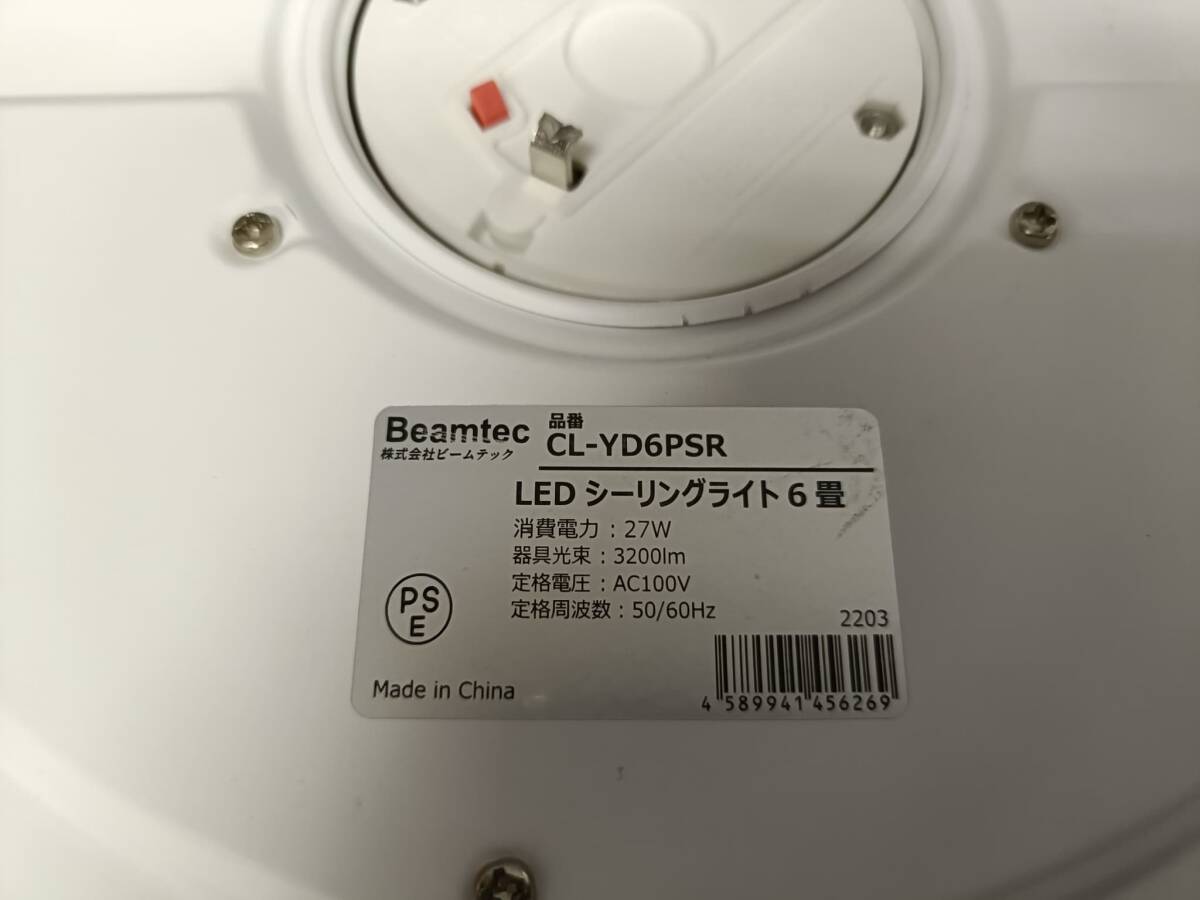 Beamtec
株式会社ビームテック
品番
CL-YD6PSR
LED シーリングライト 6 畳
消費電力 : 27W
器具光束 : 3200lm
定格電圧 : AC100V
定格周波数 : 50/60Hz
PS
E
2203
Made in China
4 589941 456269